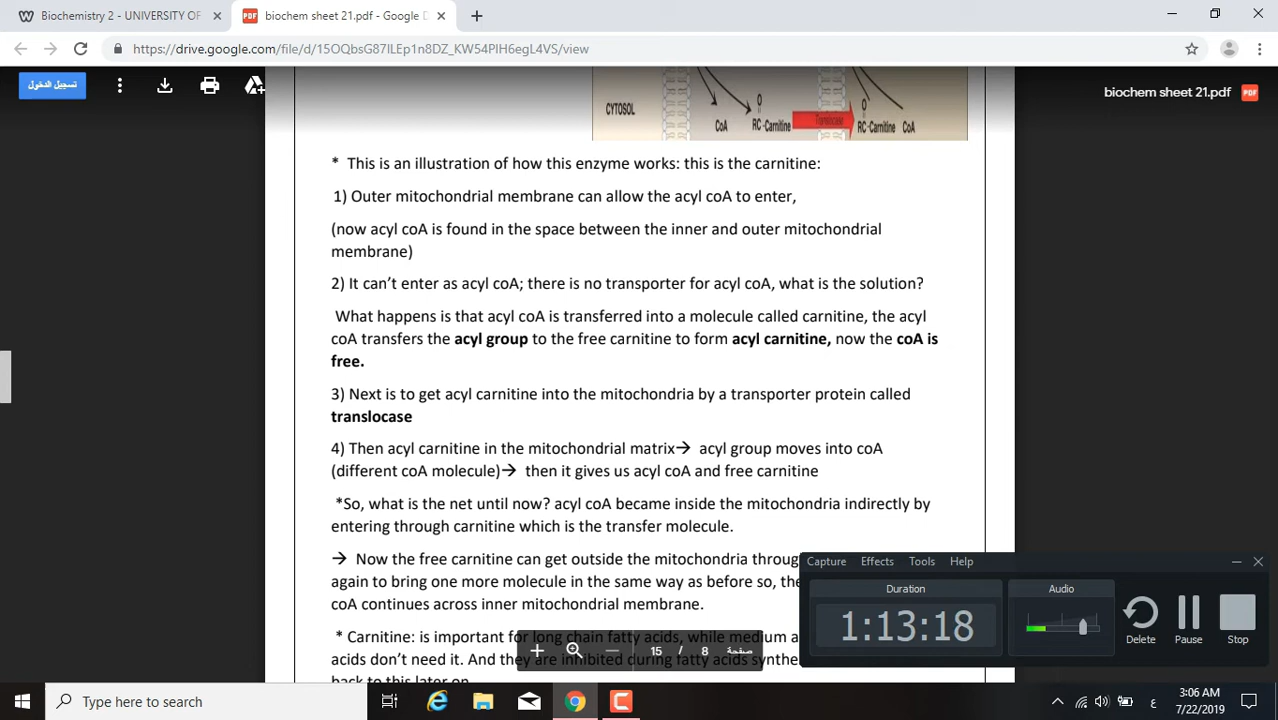 Biochemistry 2 - UNIVERSITY OF
biochem sheet 21.pdf - Google D
https://drive.google.com/file/d/15OQbsG87ILEp1n8DZ_KW54PIH6egL4VS/view
تسجيل الدخول
biochem sheet 21.pdf
PDF
CYTOSOL
O
O
CoA
RC-Carnitine
Translocase
RC-Carnitine
CoA
* This is an illustration of how this enzyme works: this is the carnitine:
1) Outer mitochondrial membrane can allow the acyl coA to enter,
(now acyl coA is found in the space between the inner and outer mitochondrial
membrane)
2) It can’t enter as acyl coA; there is no transporter for acyl coA, what is the solution?
What happens is that acyl coA is transferred into a molecule called carnitine, the acyl
coA transfers the acyl group to the free carnitine to form acyl carnitine, now the coA is
free.
3) Next is to get acyl carnitine into the mitochondria by a transporter protein called
translocase
4) Then acyl carnitine in the mitochondrial matrix→ acyl group moves into coA
(different coA molecule)→ then it gives us acyl coA and free carnitine
*So, what is the net until now? acyl coA became inside the mitochondria indirectly by
entering through carnitine which is the transfer molecule.
→ Now the free carnitine can get outside the mitochondria throug
again to bring one more molecule in the same way as before so, the
coA continues across inner mitochondrial membrane.
* Carnitine: is important for long chain fatty acids, while medium a
acids don’t need it. And they are inhibited during fatty acids synthe
back to this later on
15 / 8 صفحة
Capture Effects Tools Help
Duration
Audio
1:13:18
Delete
Pause
Stop
Type here to search
ع
3:06 AM
7/22/2019